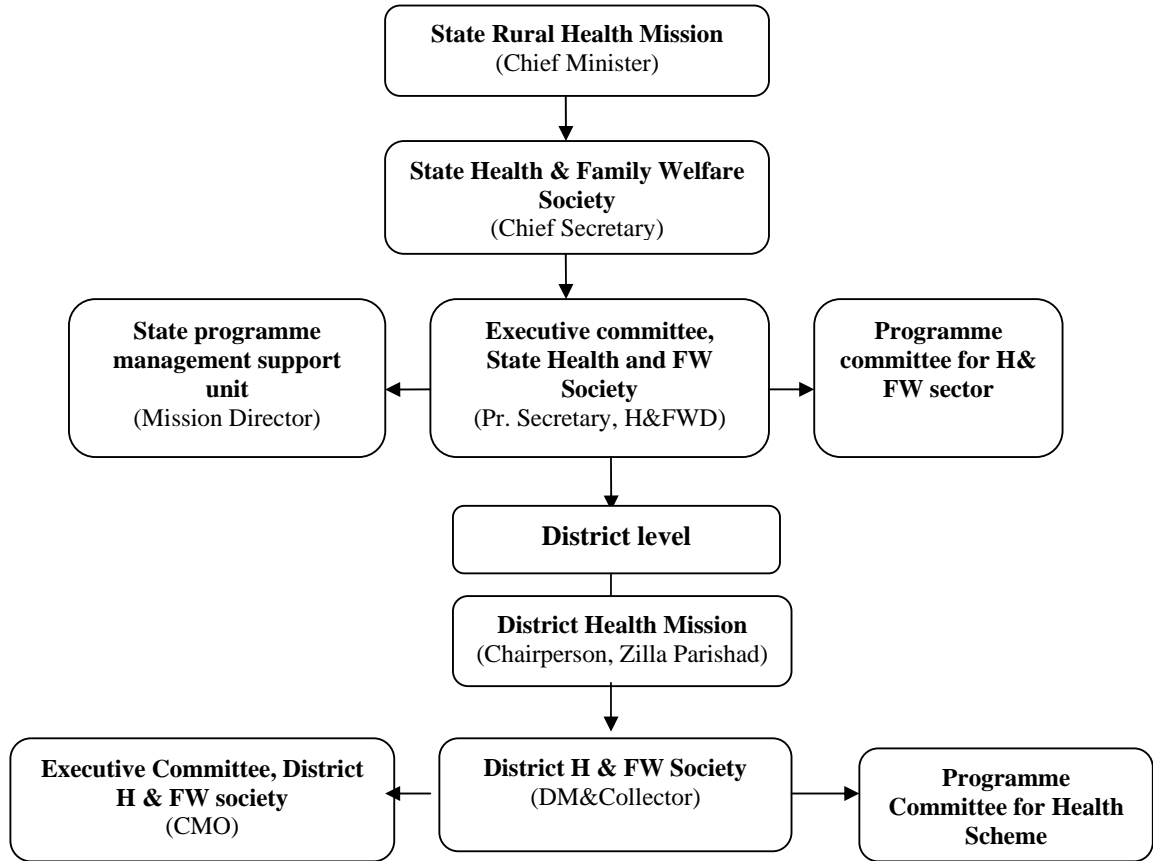 State Rural Health Mission
(Chief Minister)
State Health & Family Welfare
Society
(Chief Secretary)
State programme
management support
unit
(Mission Director)
Executive committee,
State Health and FW
Society
(Pr. Secretary, H&FWD)
Programme
committee for H&
FW sector
District level
District Health Mission
(Chairperson, Zilla Parishad)
Executive Committee, District
H & FW society
(CMO)
District H & FW Society
(DM&Collector)
Programme
Committee for Health
Scheme